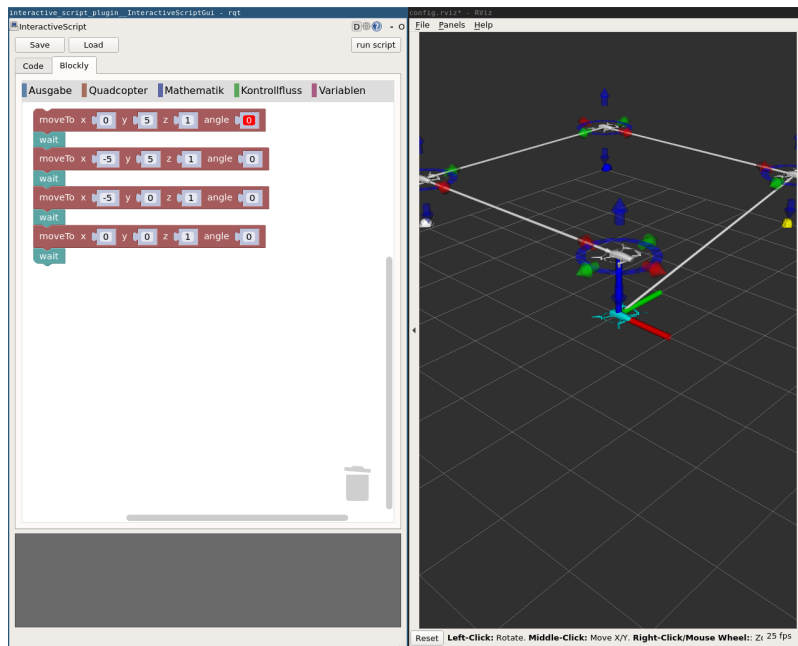 interactive_script_plugin__InteractiveScriptGui - rqt
InteractiveScript
D
- O
Save Load run script
Code Blockly
Ausgabe Quadcopter Mathematik Kontrollfluss Variablen
moveTo x 0 y 5 z 1 angle 0
wait
moveTo x -5 y 5 z 1 angle 0
wait
moveTo x -5 y 0 z 1 angle 0
wait
moveTo x 0 y 0 z 1 angle 0
wait
config.rviz* - RViz
File Panels Help
Reset Left-Click: Rotate. Middle-Click: Move X/Y. Right-Click/Mouse Wheel:: Zo 25 fps